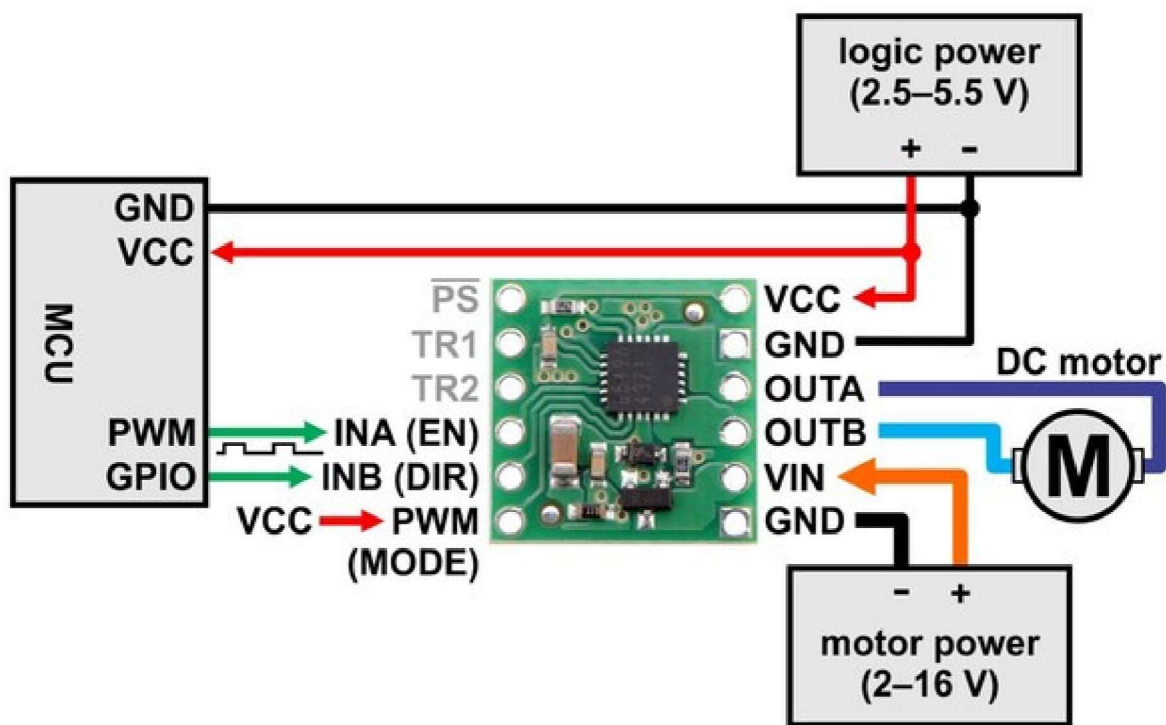 logic power
(2.5–5.5 V)
+ -
GND
VCC
MCU
PWM
GPIO
PS
TR1
TR2
INA (EN)
INB (DIR)
VCC
PWM
(MODE)
VCC
GND
OUTA
OUTB
VIN
GND
DC motor
M
- +
motor power
(2–16 V)